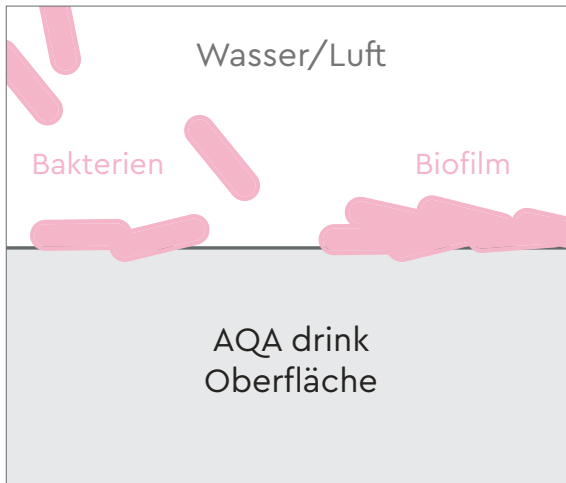 Wasser/Luft
Bakterien
Biofilm
AQA drink
Oberfläche